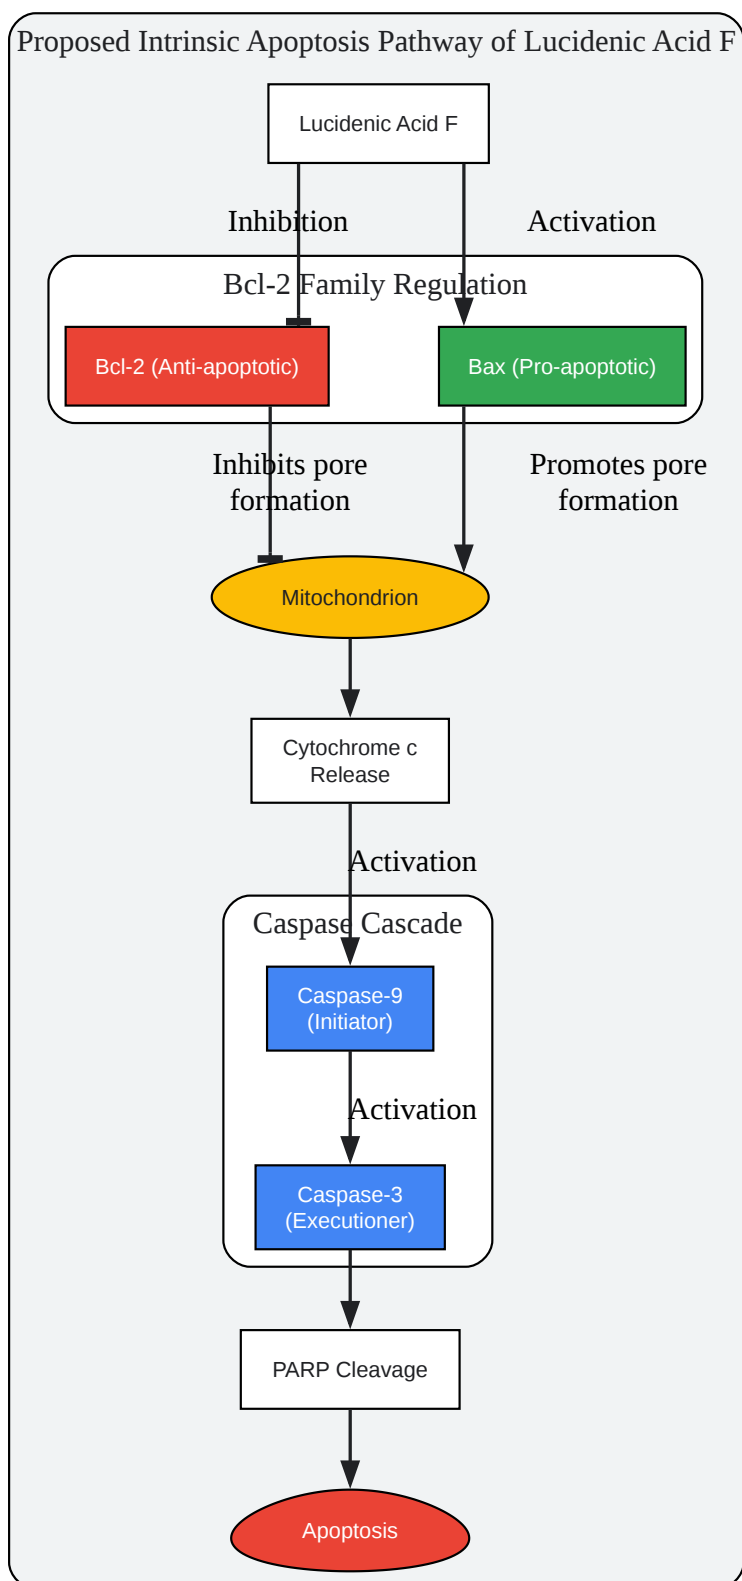 Proposed Intrinsic Apoptosis Pathway of Lucidenic Acid F
Lucidenic Acid F
Inhibition
Activation
Bcl-2 Family Regulation
Bcl-2 (Anti-apoptotic)
Bax (Pro-apoptotic)
Inhibits pore
formation
Promotes pore
formation
Mitochondrion
Cytochrome c
Release
Activation
Caspase Cascade
Caspase-9
(Initiator)
Activation
Caspase-3
(Executioner)
PARP Cleavage
Apoptosis